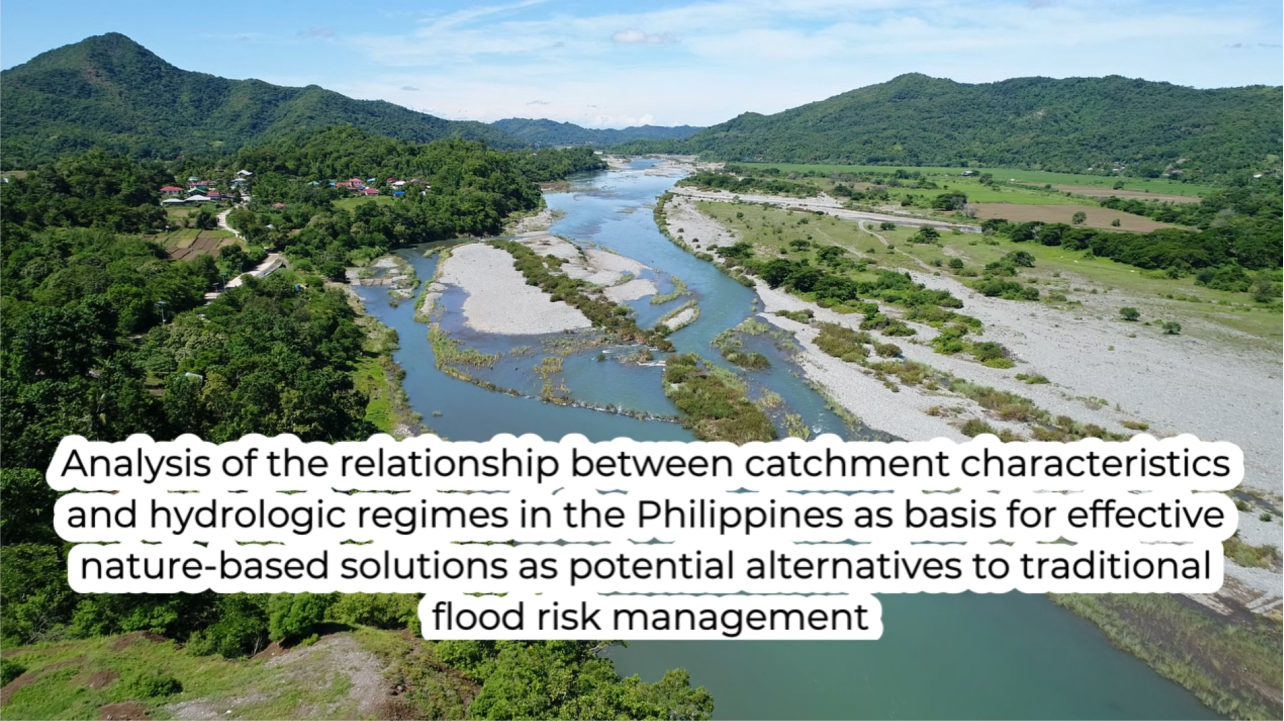 Analysis of the relationship between catchment characteristics
and hydrologic regimes in the Philippines as basis for effective
nature-based solutions as potential alternatives to traditional
flood risk management